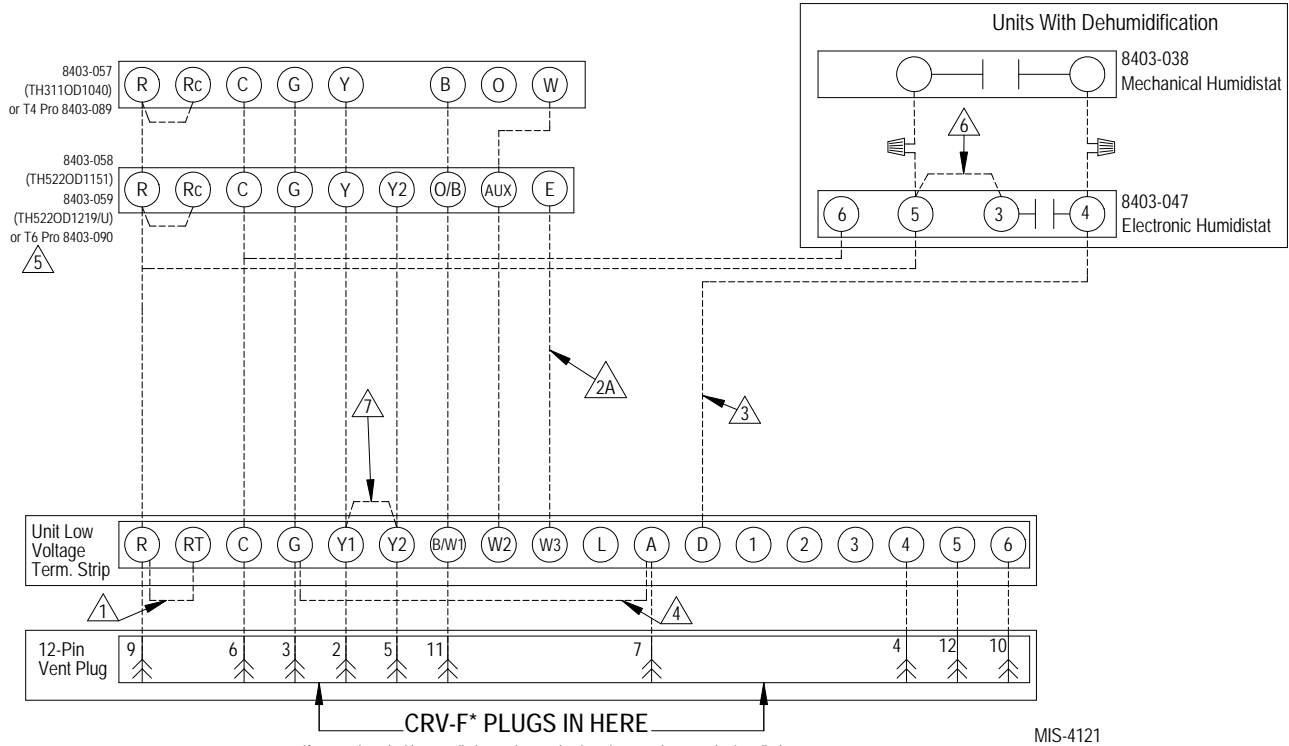 Units With Dehumidification
8403-038
Mechanical Humidistat
6
6 5 3 4
8403-047
Electronic Humidistat
8403-057
(TH311OD1040)
or T4 Pro 8403-089
R Rc C G Y B O W
8403-058
(TH522OD1151)
8403-059
(TH522OD1219/U)
or T6 Pro 8403-090
5
R Rc C G Y Y2 O/B AUX E
2A
3
7
Unit Low
Voltage
Term. Strip
R RT C G Y1 Y2 B/W1 W2 W3 L A D 1 2 3 4 5 6
1
4
12-Pin
Vent Plug
9 6 3 2 5 11 7 4 12 10
CRV-F* PLUGS IN HERE
MIS-4121